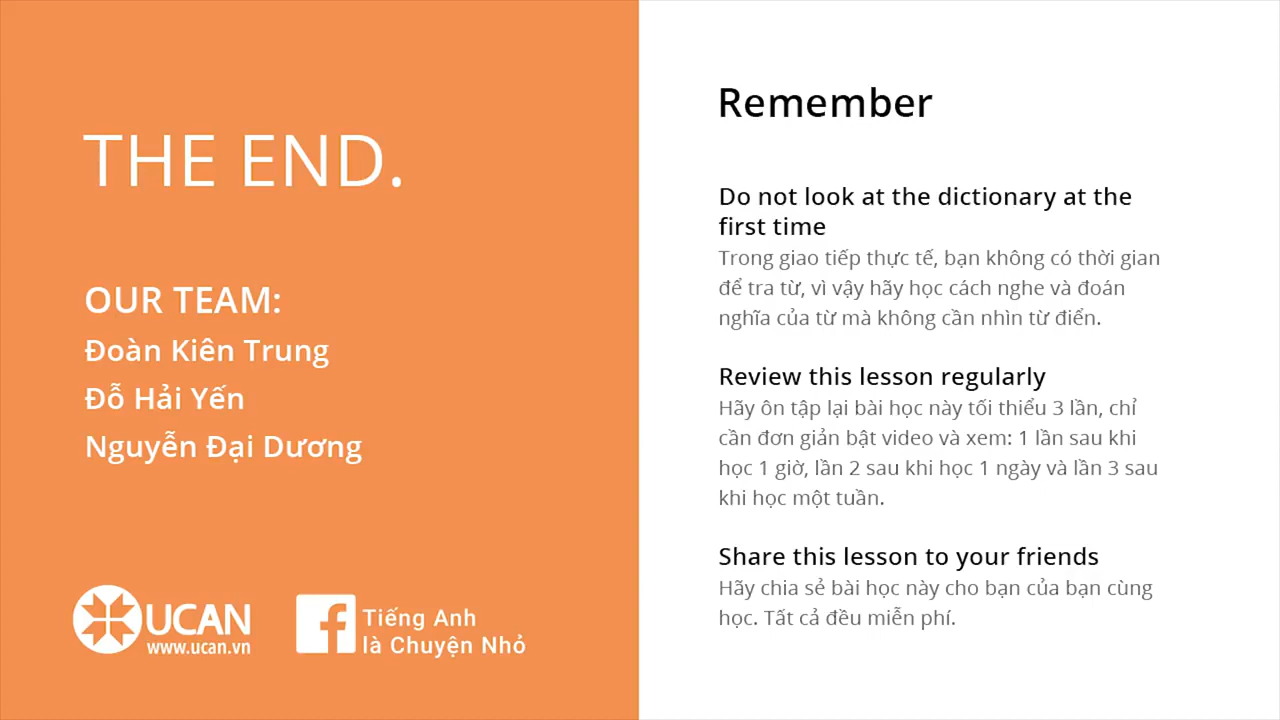 THE END.
OUR TEAM:
Đoàn Kiên Trung
Đỗ Hải Yến
Nguyễn Đại Dương
UCAN
www.ucan.vn
Tiếng Anh
là Chuyện Nhỏ
Remember
Do not look at the dictionary at the
first time
Trong giao tiếp thực tế, bạn không có thời gian
để tra từ, vì vậy hãy học cách nghe và đoán
nghĩa của từ mà không cần nhìn từ điển.
Review this lesson regularly
Hãy ôn tập lại bài học này tối thiểu 3 lần, chỉ
cần đơn giản bật video và xem: 1 lần sau khi
học 1 giờ, lần 2 sau khi học 1 ngày và lần 3 sau
khi học một tuần.
Share this lesson to your friends
Hãy chia sẻ bài học này cho bạn của bạn cùng
học. Tất cả đều miễn phí.